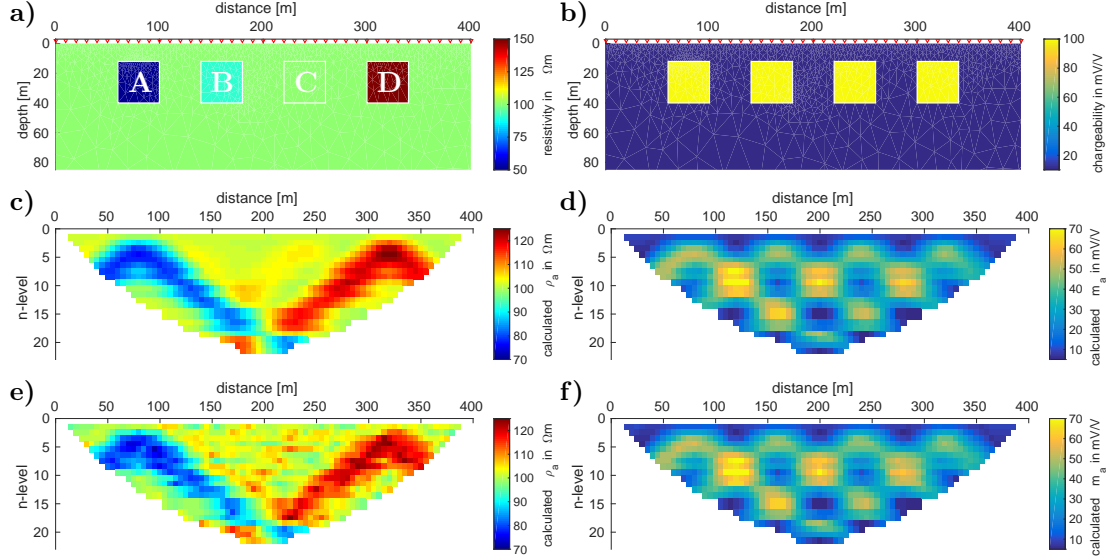 a)
distance [m]
0 100 200 300 400
0
20
40
60
80
depth [m]
A B C D
150
125
100
75
50
resistivity in Ωm
b)
distance [m]
0 100 200 300 400
0
20
40
60
80
depth [m]
100
80
60
40
20
chargeability in mV/V
c)
distance [m]
0 50 100 150 200 250 300 350 400
0
5
10
15
20
n-level
120
110
100
90
80
70
calculated ρa in Ωm
d)
distance [m]
0 50 100 150 200 250 300 350 400
0
5
10
15
20
n-level
70
60
50
40
30
20
10
calculated ma in mV/V
e)
distance [m]
0 50 100 150 200 250 300 350 400
0
5
10
15
20
n-level
120
110
100
90
80
70
calculated ρa in Ωm
f)
distance [m]
0 50 100 150 200 250 300 350 400
0
5
10
15
20
n-level
70
60
50
40
30
20
10
calculated ma in mV/V